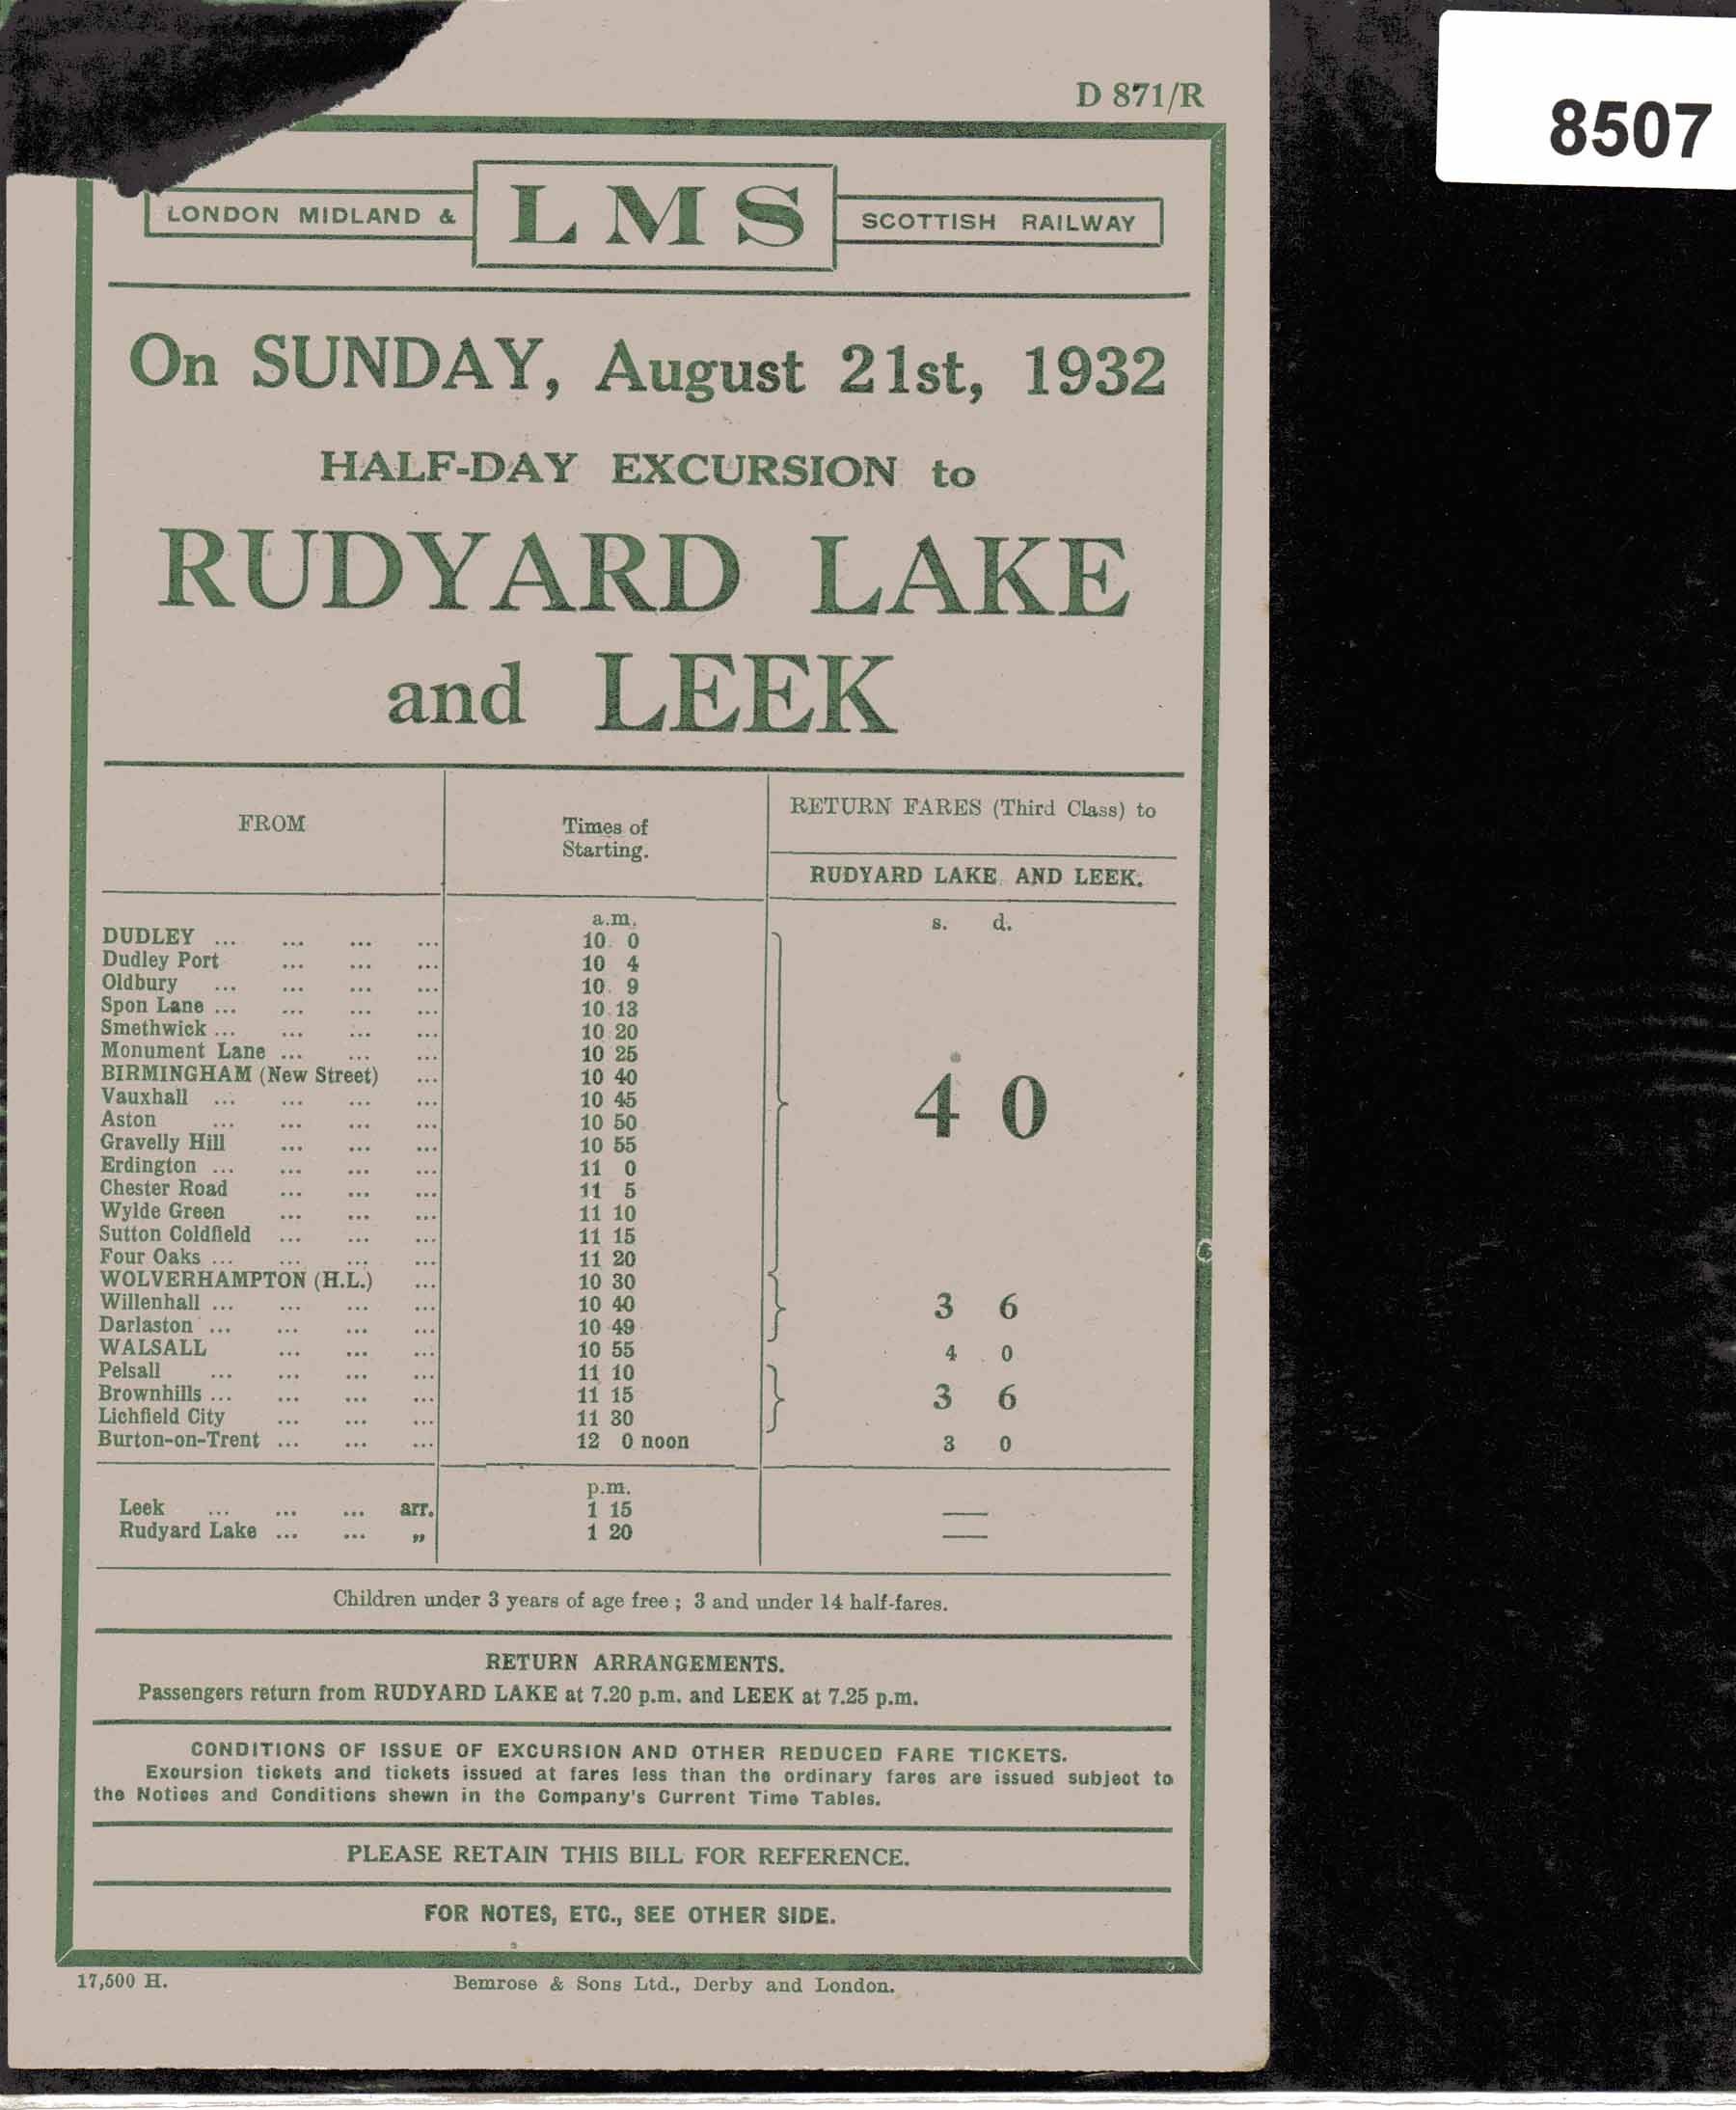 D 871/R
8507
LONDON MIDLAND & LMS SCOTTISH RAILWAY
On SUNDAY, August 21st, 1932
HALF-DAY EXCURSION to
RUDYARD LAKE
and LEEK
FROM
Times of
Starting.
RETURN FARES (Third Class) to
RUDYARD LAKE AND LEEK.
a.m. s. d.
DUDLEY ... ... ... ... 10 0
Dudley Port ... ... ... 10 4
Oldbury ... ... ... ... 10 9
Spon Lane ... ... ... ... 10 13
Smethwick ... ... ... ... 10 20
Monument Lane ... ... ... 10 25
BIRMINGHAM (New Street) ... 10 40
Vauxhall ... ... ... ... 10 45 4 0
Aston ... ... ... ... 10 50
Gravelly Hill ... ... ... 10 55
Erdington ... ... ... ... 11 0
Chester Road ... ... ... 11 5
Wylde Green ... ... ... 11 10
Sutton Coldfield ... ... ... 11 15
Four Oaks ... ... ... ... 11 20
WOLVERHAMPTON (H.L.) ... 10 30
Willenhall ... ... ... ... 10 40 3 6
Darlaston ... ... ... ... 10 49
WALSALL ... ... ... 10 55 4 0
Pelsall ... ... ... ... 11 10
Brownhills ... ... ... ... 11 15 3 6
Lichfield City ... ... ... 11 30
Burton-on-Trent ... ... ... 12 0 noon 3 0
p.m.
Leek ... ... ... arr. 1 15 —
Rudyard Lake ... ... „ 1 20 —
Children under 3 years of age free ; 3 and under 14 half-fares.
RETURN ARRANGEMENTS.
Passengers return from RUDYARD LAKE at 7.20 p.m. and LEEK at 7.25 p.m.
CONDITIONS OF ISSUE OF EXCURSION AND OTHER REDUCED FARE TICKETS.
Excursion tickets and tickets issued at fares less than the ordinary fares are issued subject to
the Notices and Conditions shewn in the Company's Current Time Tables.
PLEASE RETAIN THIS BILL FOR REFERENCE.
FOR NOTES, ETC., SEE OTHER SIDE.
17,500 H. Bemrose & Sons Ltd., Derby and London.